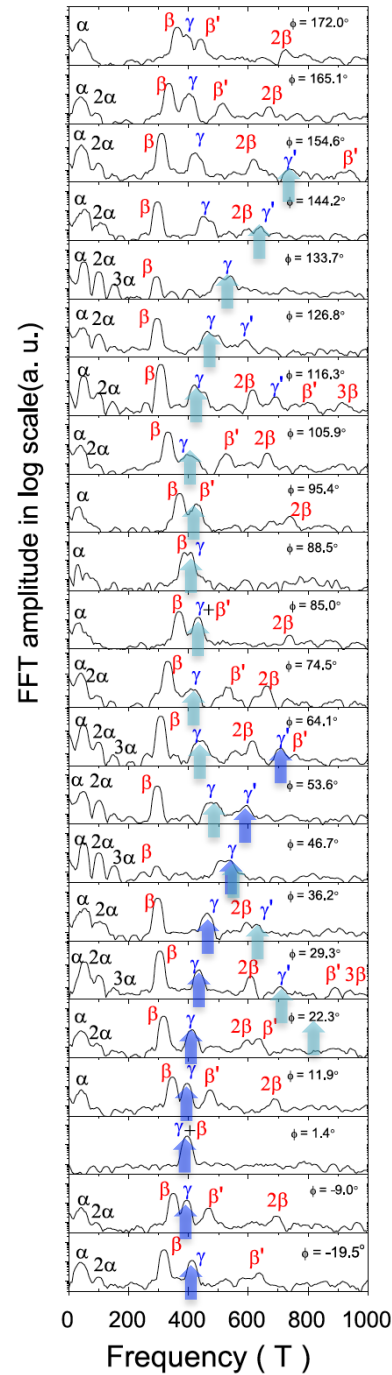 FFT amplitude in log scale(a. u.)
α β γ β' 2β ϕ = 172.0°
α 2α β γ β' 2β ϕ = 165.1°
α 2α β γ 2β γ' β' ϕ = 154.6°
α 2α β γ 2β γ' ϕ = 144.2°
α 2α 3α β γ ϕ = 133.7°
α 2α β γ γ' ϕ = 126.8°
α 2α β γ 2β γ' β' 3β ϕ = 116.3°
α 2α β γ β' 2β ϕ = 105.9°
α β β' 2β ϕ = 95.4°
α β γ ϕ = 88.5°
α β γ+β' 2β ϕ = 85.0°
α 2α β γ β' 2β ϕ = 74.5°
α 2α 3α β γ 2β γ' β' ϕ = 64.1°
α 2α β γ γ' ϕ = 53.6°
α 2α 3α β γ ϕ = 46.7°
α 2α β γ 2β γ' ϕ = 36.2°
α 2α 3α β γ 2β γ' β' 3β ϕ = 29.3°
α 2α β γ 2β β' ϕ = 22.3°
α β γ β' 2β ϕ = 11.9°
γ+β ϕ = 1.4°
α 2α β γ β' 2β ϕ = -9.0°
α 2α β γ β' ϕ = -19.5°
0 200 400 600 800 1000
Frequency ( T )